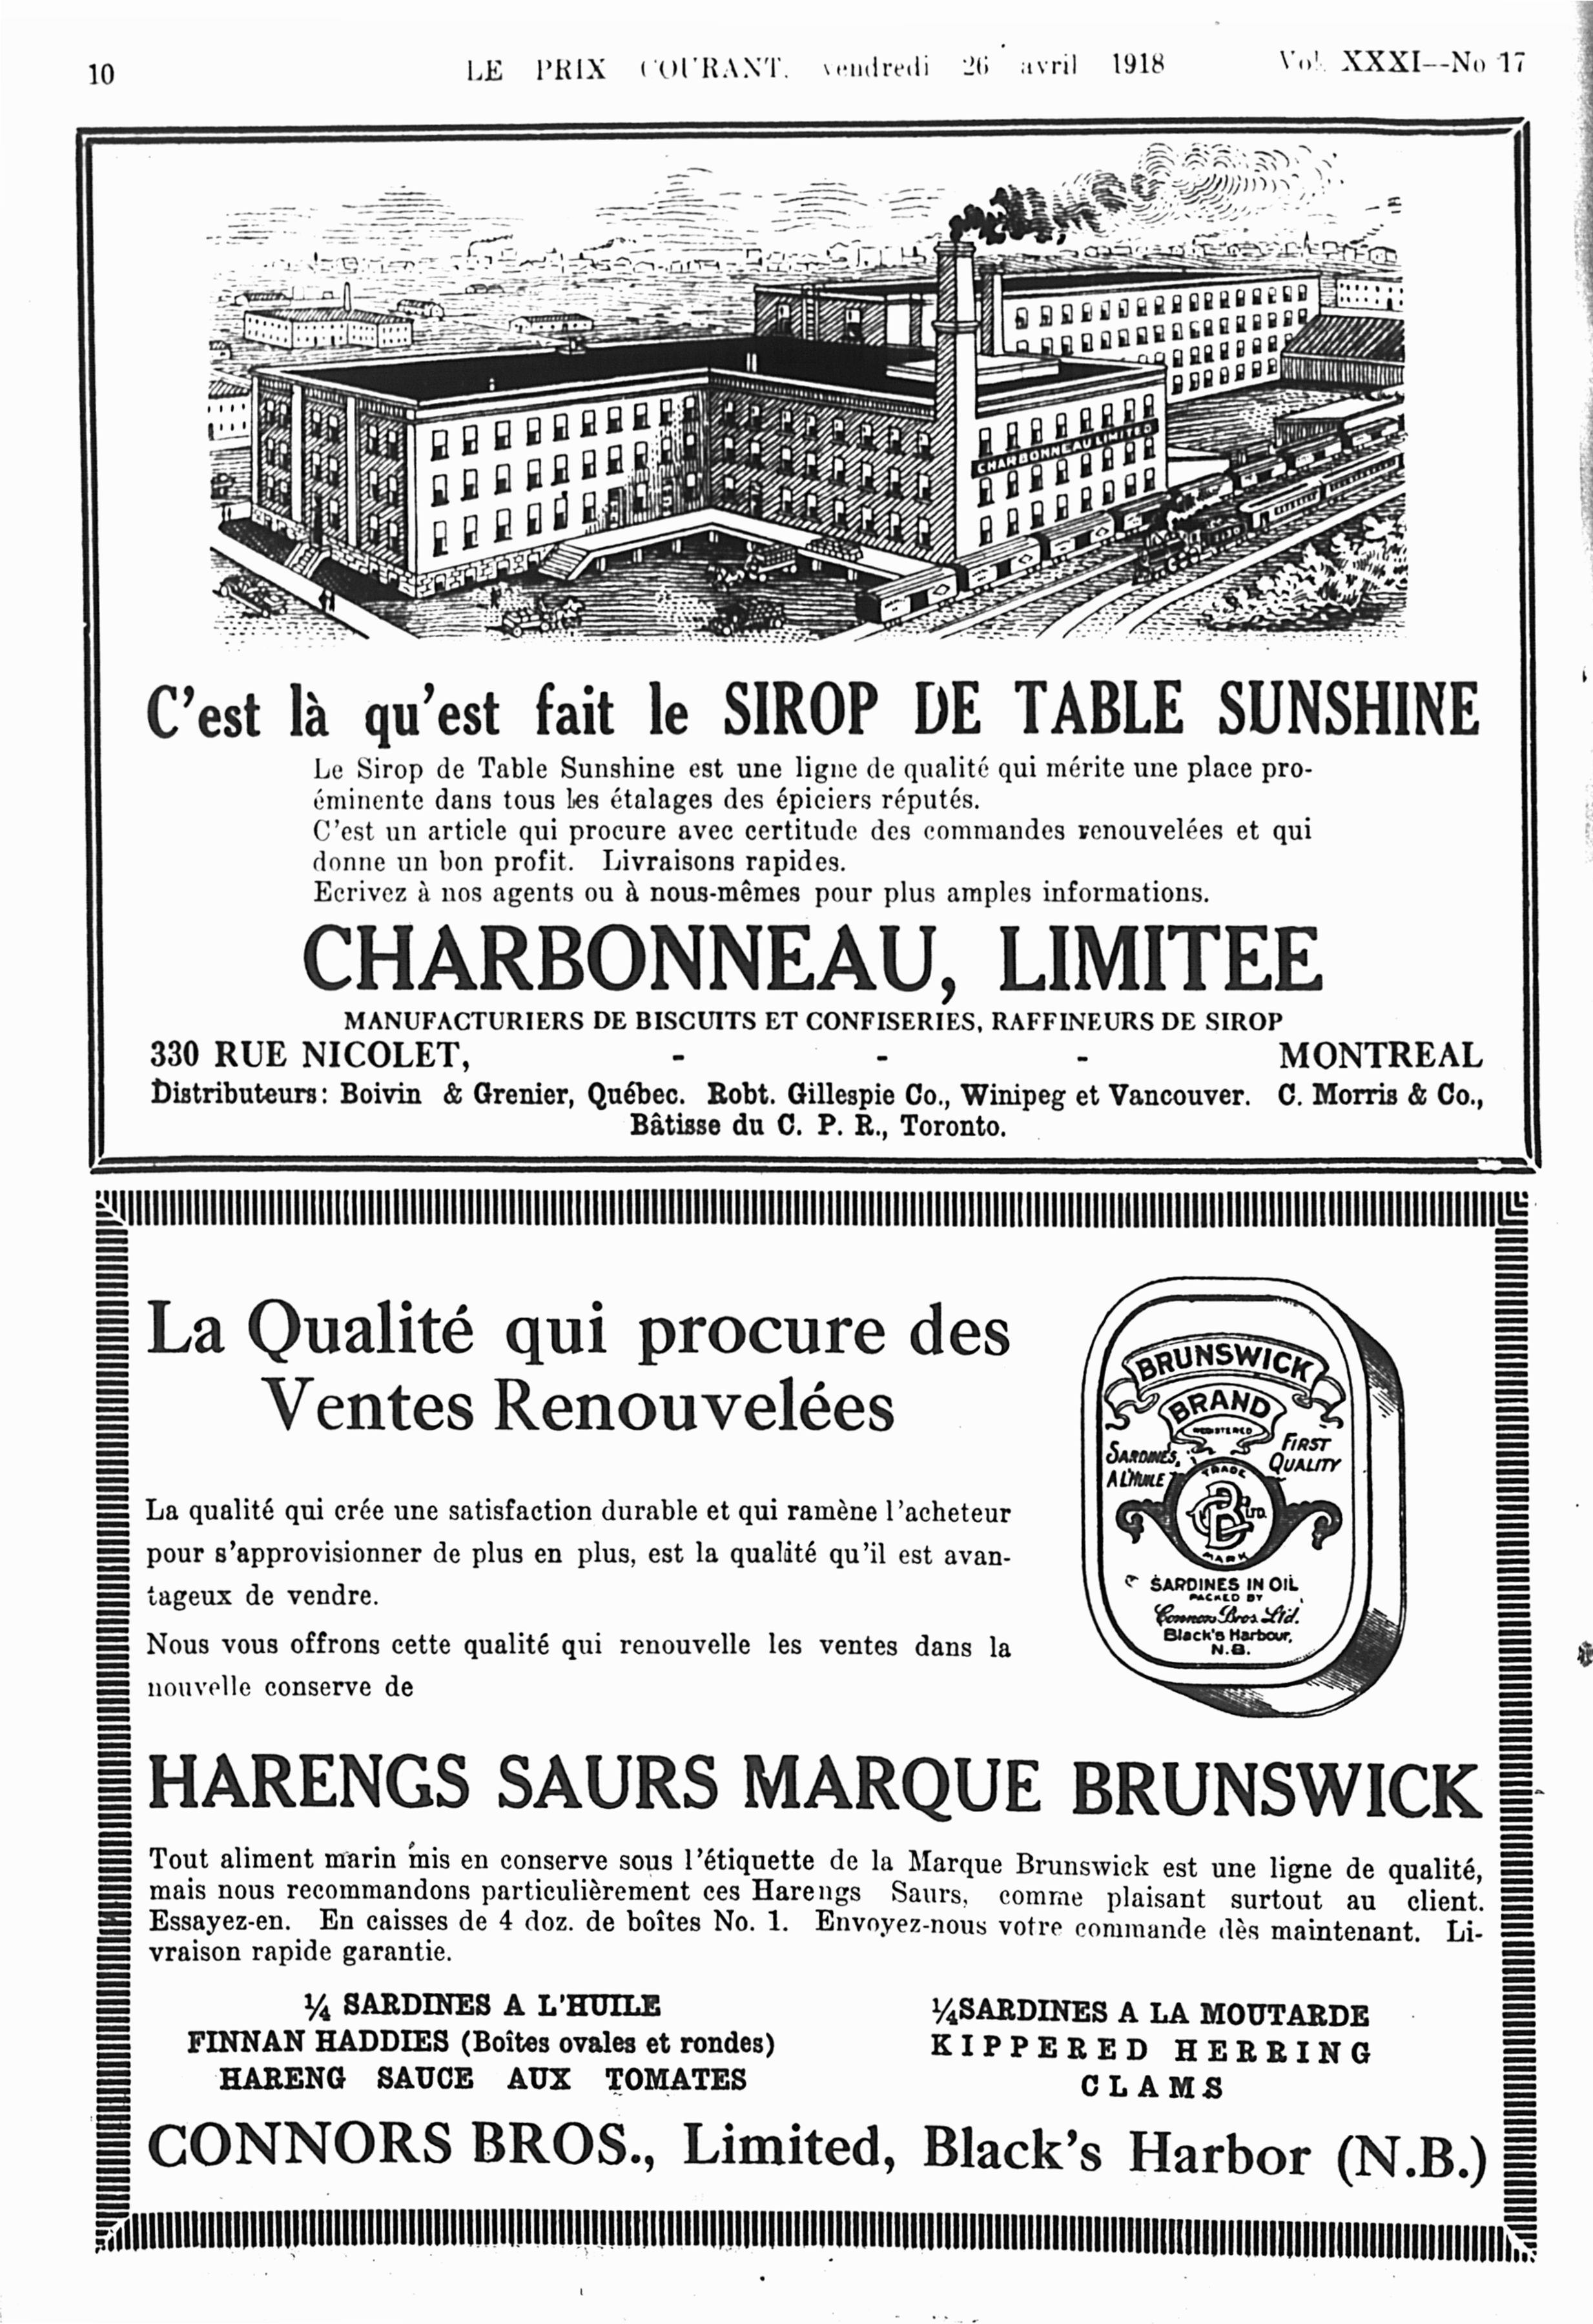 10
LE PRIX COURANT, vendredi 26 avril 1918
Vol. XXXI--No 17
CHARBONNEAU LIMITED
C'est là qu'est fait le SIROP DE TABLE SUNSHINE
Le Sirop de Table Sunshine est une ligne de qualité qui mérite une place pro-
éminente dans tous les étalages des épiciers réputés.
C'est un article qui procure avec certitude des commandes renouvelées et qui
donne un bon profit. Livraisons rapides.
Ecrivez à nos agents ou à nous-mêmes pour plus amples informations.
CHARBONNEAU, LIMITEE
MANUFACTURIERS DE BISCUITS ET CONFISERIES, RAFFINEURS DE SIROP
330 RUE NICOLET, - - - MONTREAL
Distributeurs: Boivin & Grenier, Québec. Robt. Gillespie Co., Winipeg et Vancouver. C. Morris & Co.,
Bâtisse du C. P. R., Toronto.
La Qualité qui procure des
Ventes Renouvelées
La qualité qui crée une satisfaction durable et qui ramène l'acheteur
pour s'approvisionner de plus en plus, est la qualité qu'il est avan-
tageux de vendre.
Nous vous offrons cette qualité qui renouvelle les ventes dans la
nouvelle conserve de
BRUNSWICK
BRAND
REGISTERED
SARDINES, A L'HUILE
FIRST QUALITY
TRADE
CB LTD.
MARK
SARDINES IN OIL
PACKED BY
Connors Bros. Ltd.
Black's Harbour,
N.B.
HARENGS SAURS MARQUE BRUNSWICK
Tout aliment marin mis en conserve sous l'étiquette de la Marque Brunswick est une ligne de qualité,
mais nous recommandons particulièrement ces Harengs Saurs, comme plaisant surtout au client.
Essayez-en. En caisses de 4 doz. de boîtes No. 1. Envoyez-nous votre commande dès maintenant. Li-
vraison rapide garantie.
¼ SARDINES A L'HUILE
FINNAN HADDIES (Boîtes ovales et rondes)
HARENG SAUCE AUX TOMATES
¼ SARDINES A LA MOUTARDE
KIPPERED HERRING
CLAMS
CONNORS BROS., Limited, Black's Harbor (N.B.)